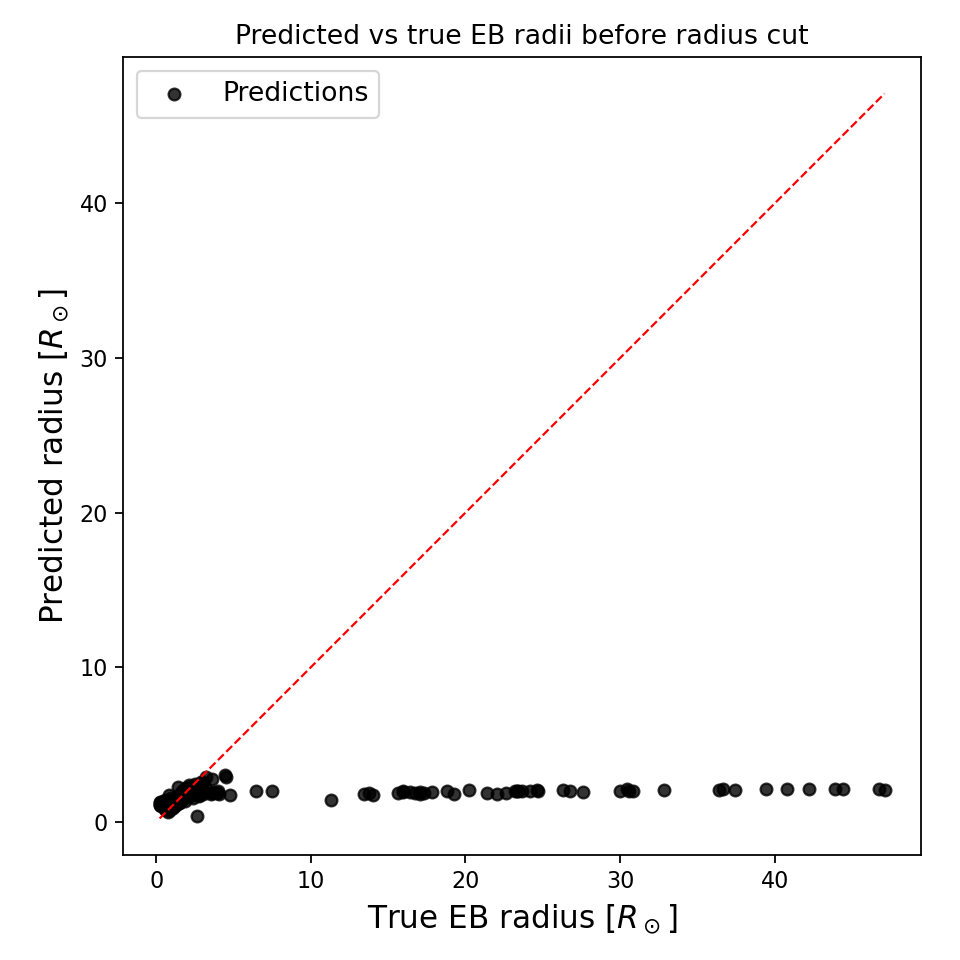 Predicted vs true EB radii before radius cut
Predictions
Predicted radius [$R_\odot$]
40
30
20
10
0
0 10 20 30 40
True EB radius [$R_\odot$]